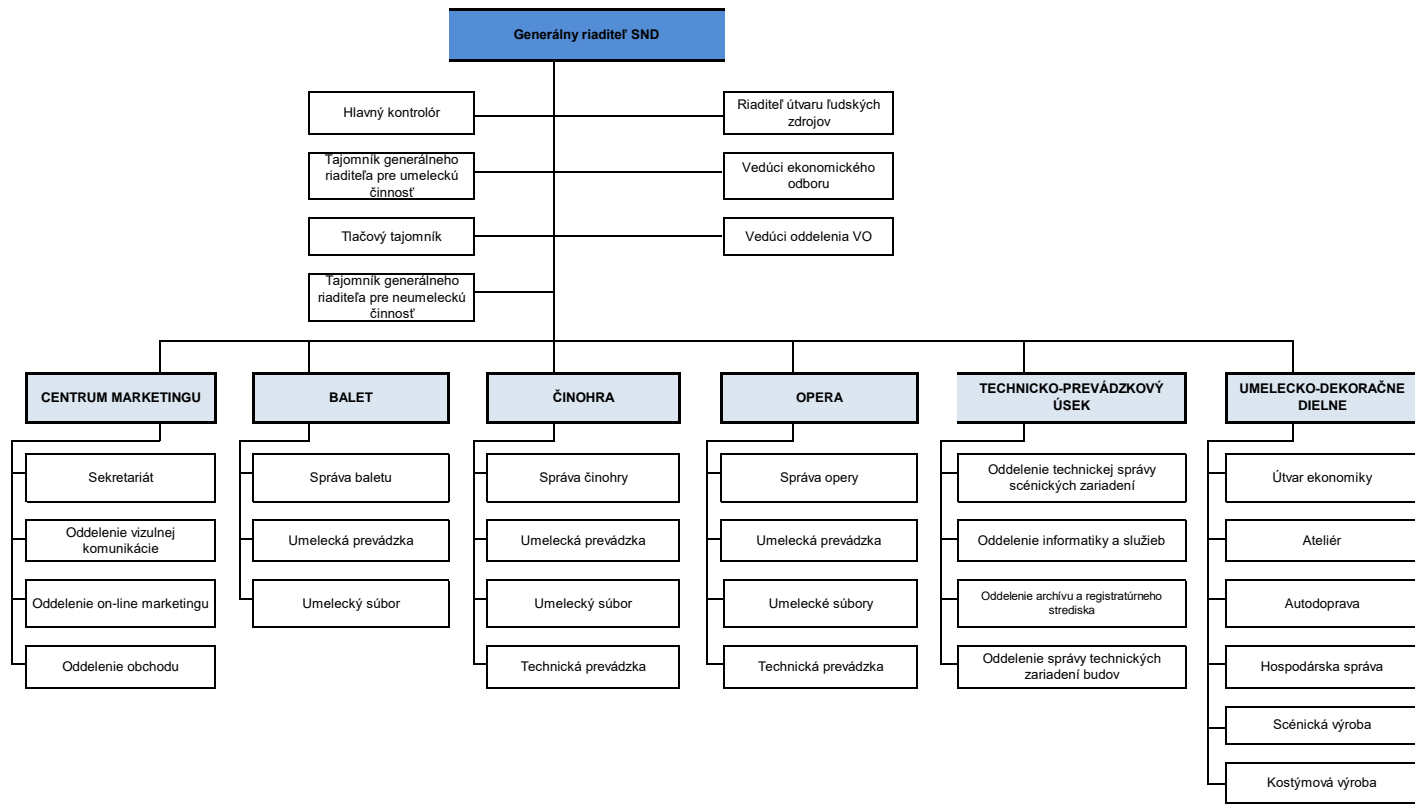 Generálny riaditeľ SND
Hlavný kontrolór
Riaditeľ útvaru ľudských
zdrojov
Tajomník generálneho
riaditeľa pre umeleckú
činnosť
Vedúci ekonomického
odboru
Tlačový tajomník
Vedúci oddelenia VO
Tajomník generálneho
riaditeľa pre neumeleckú
činnosť
CENTRUM MARKETINGU
Sekretariát
Oddelenie vizulnej
komunikácie
Oddelenie on-line marketingu
Oddelenie obchodu
BALET
Správa baletu
Umelecká prevádzka
Umelecký súbor
ČINOHRA
Správa činohry
Umelecká prevádzka
Umelecký súbor
Technická prevádzka
OPERA
Správa opery
Umelecká prevádzka
Umelecké súbory
Technická prevádzka
TECHNICKO-PREVÁDZKOVÝ
ÚSEK
Oddelenie technickej správy
scénických zariadení
Oddelenie informatiky a služieb
Oddelenie archívu a registratúrneho
strediska
Oddelenie správy technických
zariadení budov
UMELECKO-DEKORAČNE
DIELNE
Útvar ekonomiky
Ateliér
Autodoprava
Hospodárska správa
Scénická výroba
Kostýmová výroba